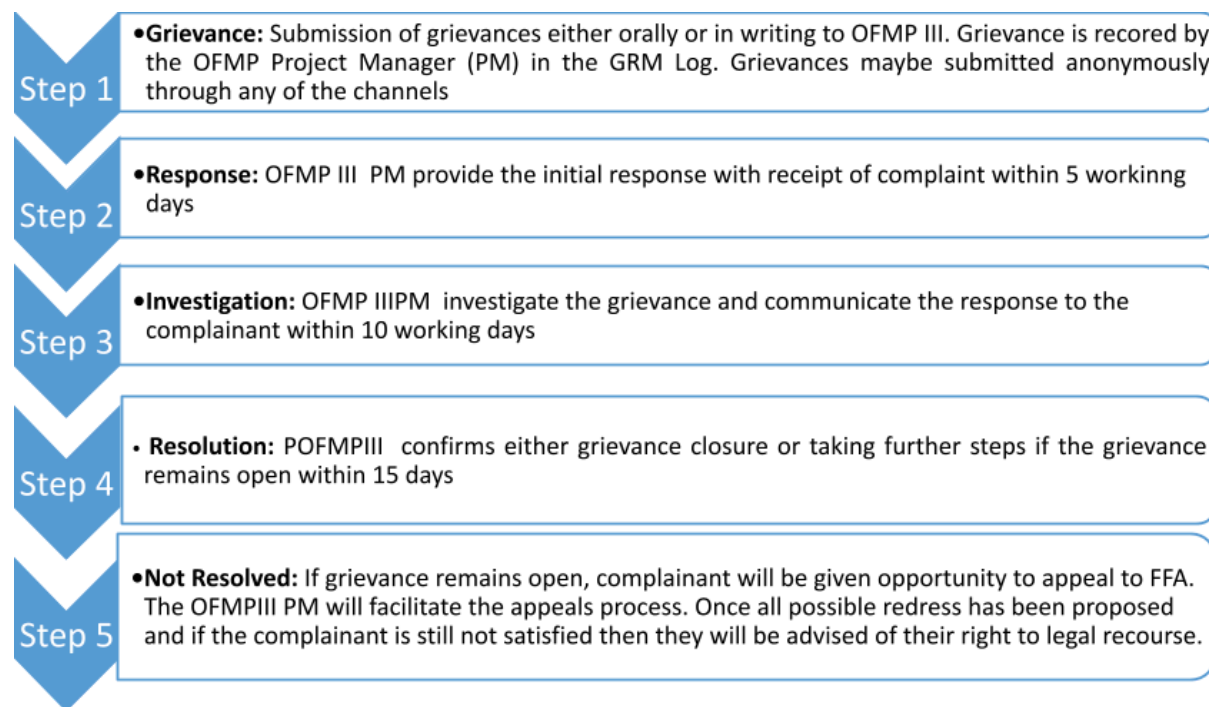 Step 1
•Grievance: Submission of grievances either orally or in writing to OFMP III. Grievance is recored by
the OFMP Project Manager (PM) in the GRM Log. Grievances maybe submitted anonymously
through any of the channels
Step 2
•Response: OFMP III  PM provide the initial response with receipt of complaint within 5 workinng
days
Step 3
•Investigation: OFMP IIIPM  investigate the grievance and communicate the response to the
complainant within 10 working days
Step 4
• Resolution: POFMPIII  confirms either grievance closure or taking further steps if the grievance
remains open within 15 days
Step 5
•Not Resolved: If grievance remains open, complainant will be given opportunity to appeal to FFA.
The OFMPIII PM will facilitate the appeals process. Once all possible redress has been proposed
and if the complainant is still not satisfied then they will be advised of their right to legal recourse.